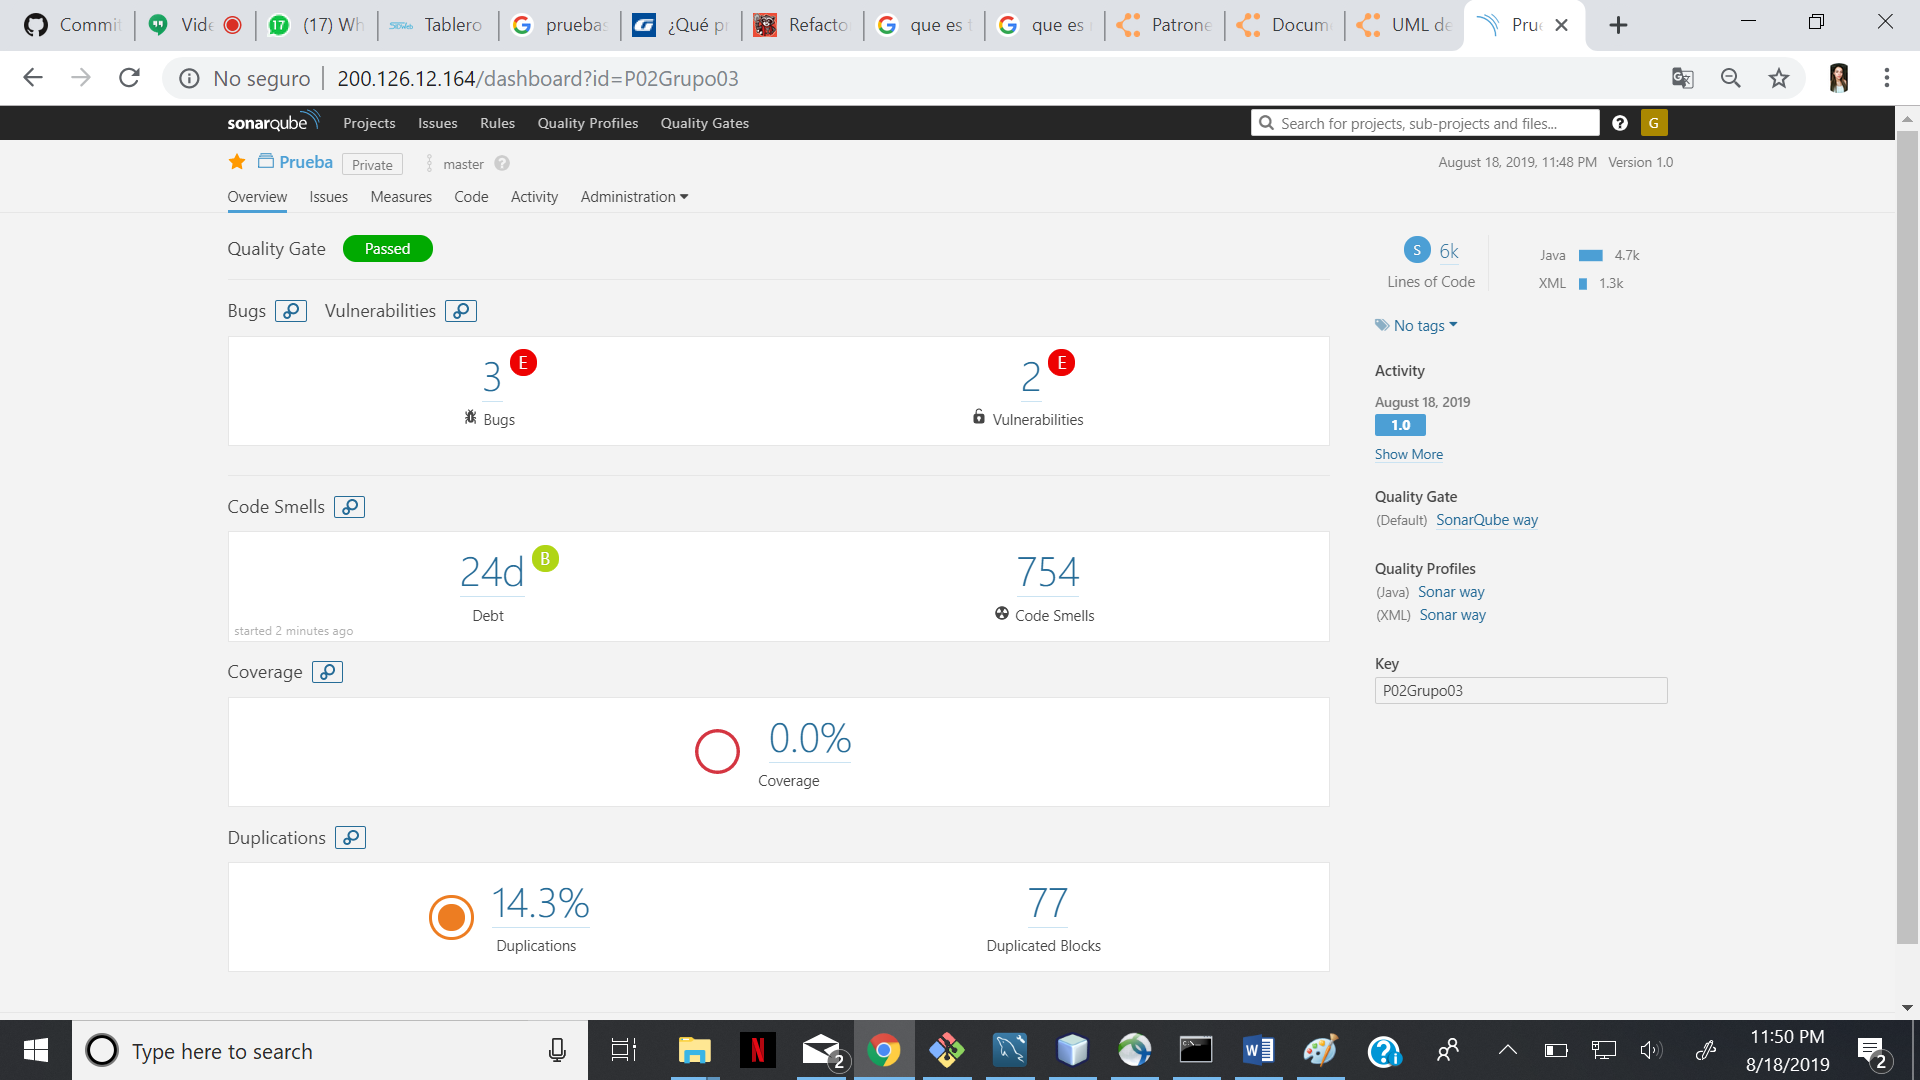 Commit Vide (17) Wh Tablero pruebas ¿Qué pr Refacto que es t que es Patrone Docum UML de Pru
No seguro 200.126.12.164/dashboard?id=P02Grupo03
sonarqube Projects Issues Rules Quality Profiles Quality Gates Search for projects, sub-projects and files... G
Prueba Private master August 18, 2019, 11:48 PM Version 1.0
Overview Issues Measures Code Activity Administration
Quality Gate Passed
Bugs Vulnerabilities
3 E
Bugs
2 E
Vulnerabilities
Code Smells
24d B
Debt
started 2 minutes ago
754
Code Smells
Coverage
0.0%
Coverage
Duplications
14.3%
Duplications
77
Duplicated Blocks
S 6k
Lines of Code
Java 4.7k
XML 1.3k
No tags
Activity
August 18, 2019
1.0
Show More
Quality Gate
(Default) SonarQube way
Quality Profiles
(Java) Sonar way
(XML) Sonar way
Key
P02Grupo03
Type here to search
2
11:50 PM
8/18/2019
2